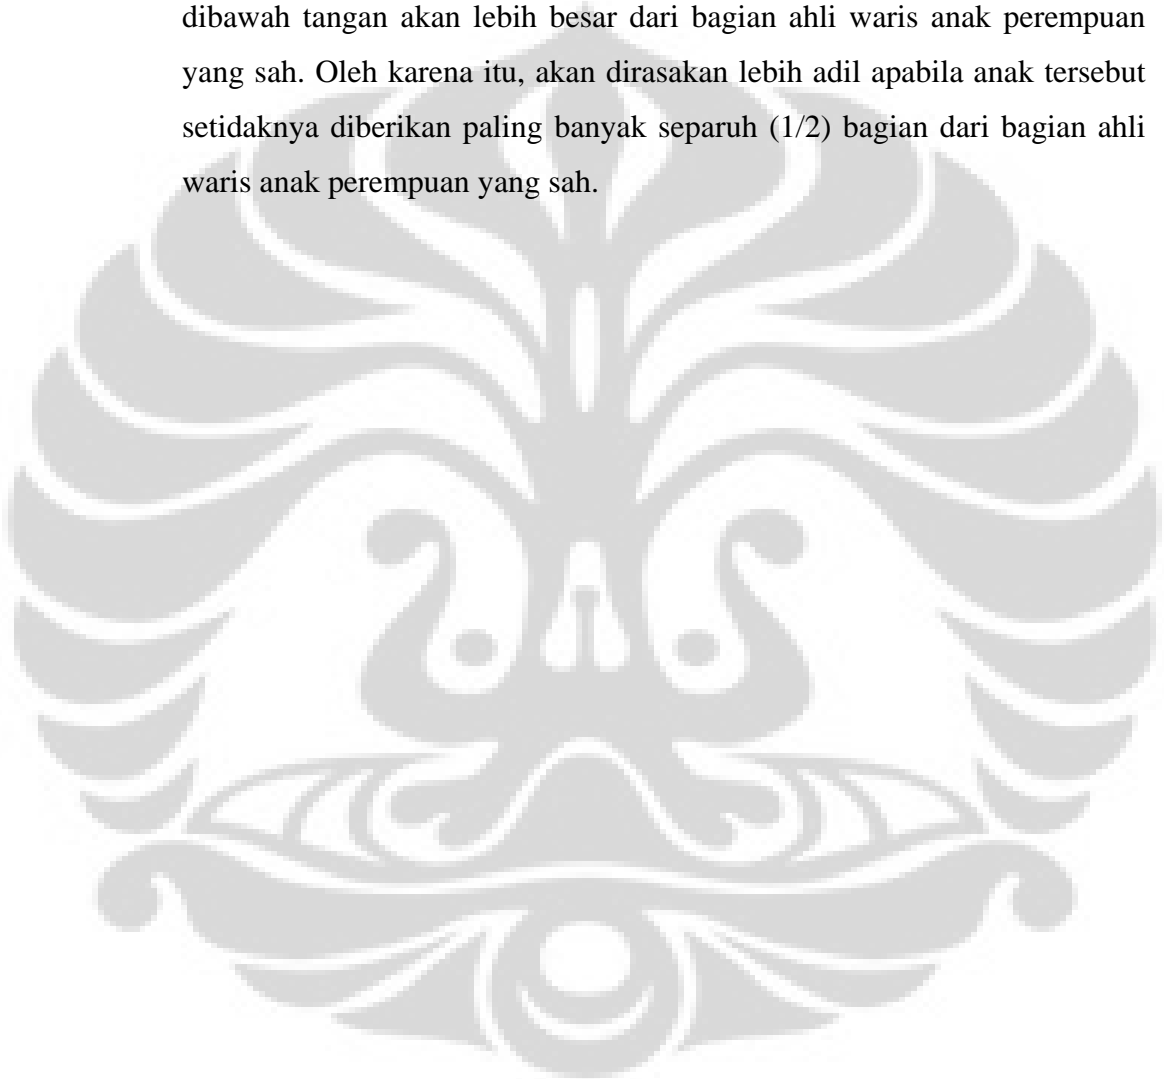 dibawah tangan akan lebih besar dari bagian ahli waris anak perempuan
yang sah. Oleh karena itu, akan dirasakan lebih adil apabila anak tersebut
setidaknya diberikan paling banyak separuh (1/2) bagian dari bagian ahli
waris anak perempuan yang sah.